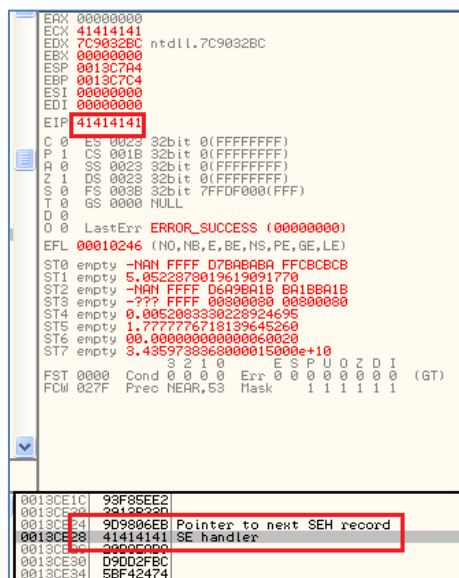 EAX 00000000
ECX 41414141
EDX 7C9032BC ntdll.7C9032BC
EBX 00000000
ESP 0013C7A4
EBP 0013C7C4
ESI 00000000
EDI 00000000
EIP 41414141
C 0 ES 0023 32bit 0(FFFFFFFF)
P 1 CS 001B 32bit 0(FFFFFFFF)
A 0 SS 0023 32bit 0(FFFFFFFF)
Z 1 DS 0023 32bit 0(FFFFFFFF)
S 0 FS 003B 32bit 7FFDF000(FFF)
T 0 GS 0000 NULL
D 0
O 0 LastErr ERROR_SUCCESS (00000000)
EFL 00010246 (NO,NB,E,BE,NS,PE,GE,LE)
ST0 empty -NAN FFFF D7BABABA FFCBCBCB
ST1 empty 5.0522878019619091770
ST2 empty -NAN FFFF D6A9BA1B BA1BBA1B
ST3 empty -??? FFFF 00800080 00800080
ST4 empty 0.0052083330228924695
ST5 empty 1.7777776718139645260
ST6 empty 00.000000000000060020
ST7 empty 3.4359738368000015000e+10
3 2 1 0 E S P U O Z D I
FST 0000 Cond 0 0 0 0 Err 0 0 0 0 0 0 0 0 (GT)
FCW 027F Prec NEAR,53 Mask 1 1 1 1 1 1
0013CE1C 93F85EE2
0013CE20
0013CE24 9D9806EB Pointer to next SEH record
0013CE28 41414141 SE handler
0013CE30 D9DD2FBC
0013CE34 5BF42474